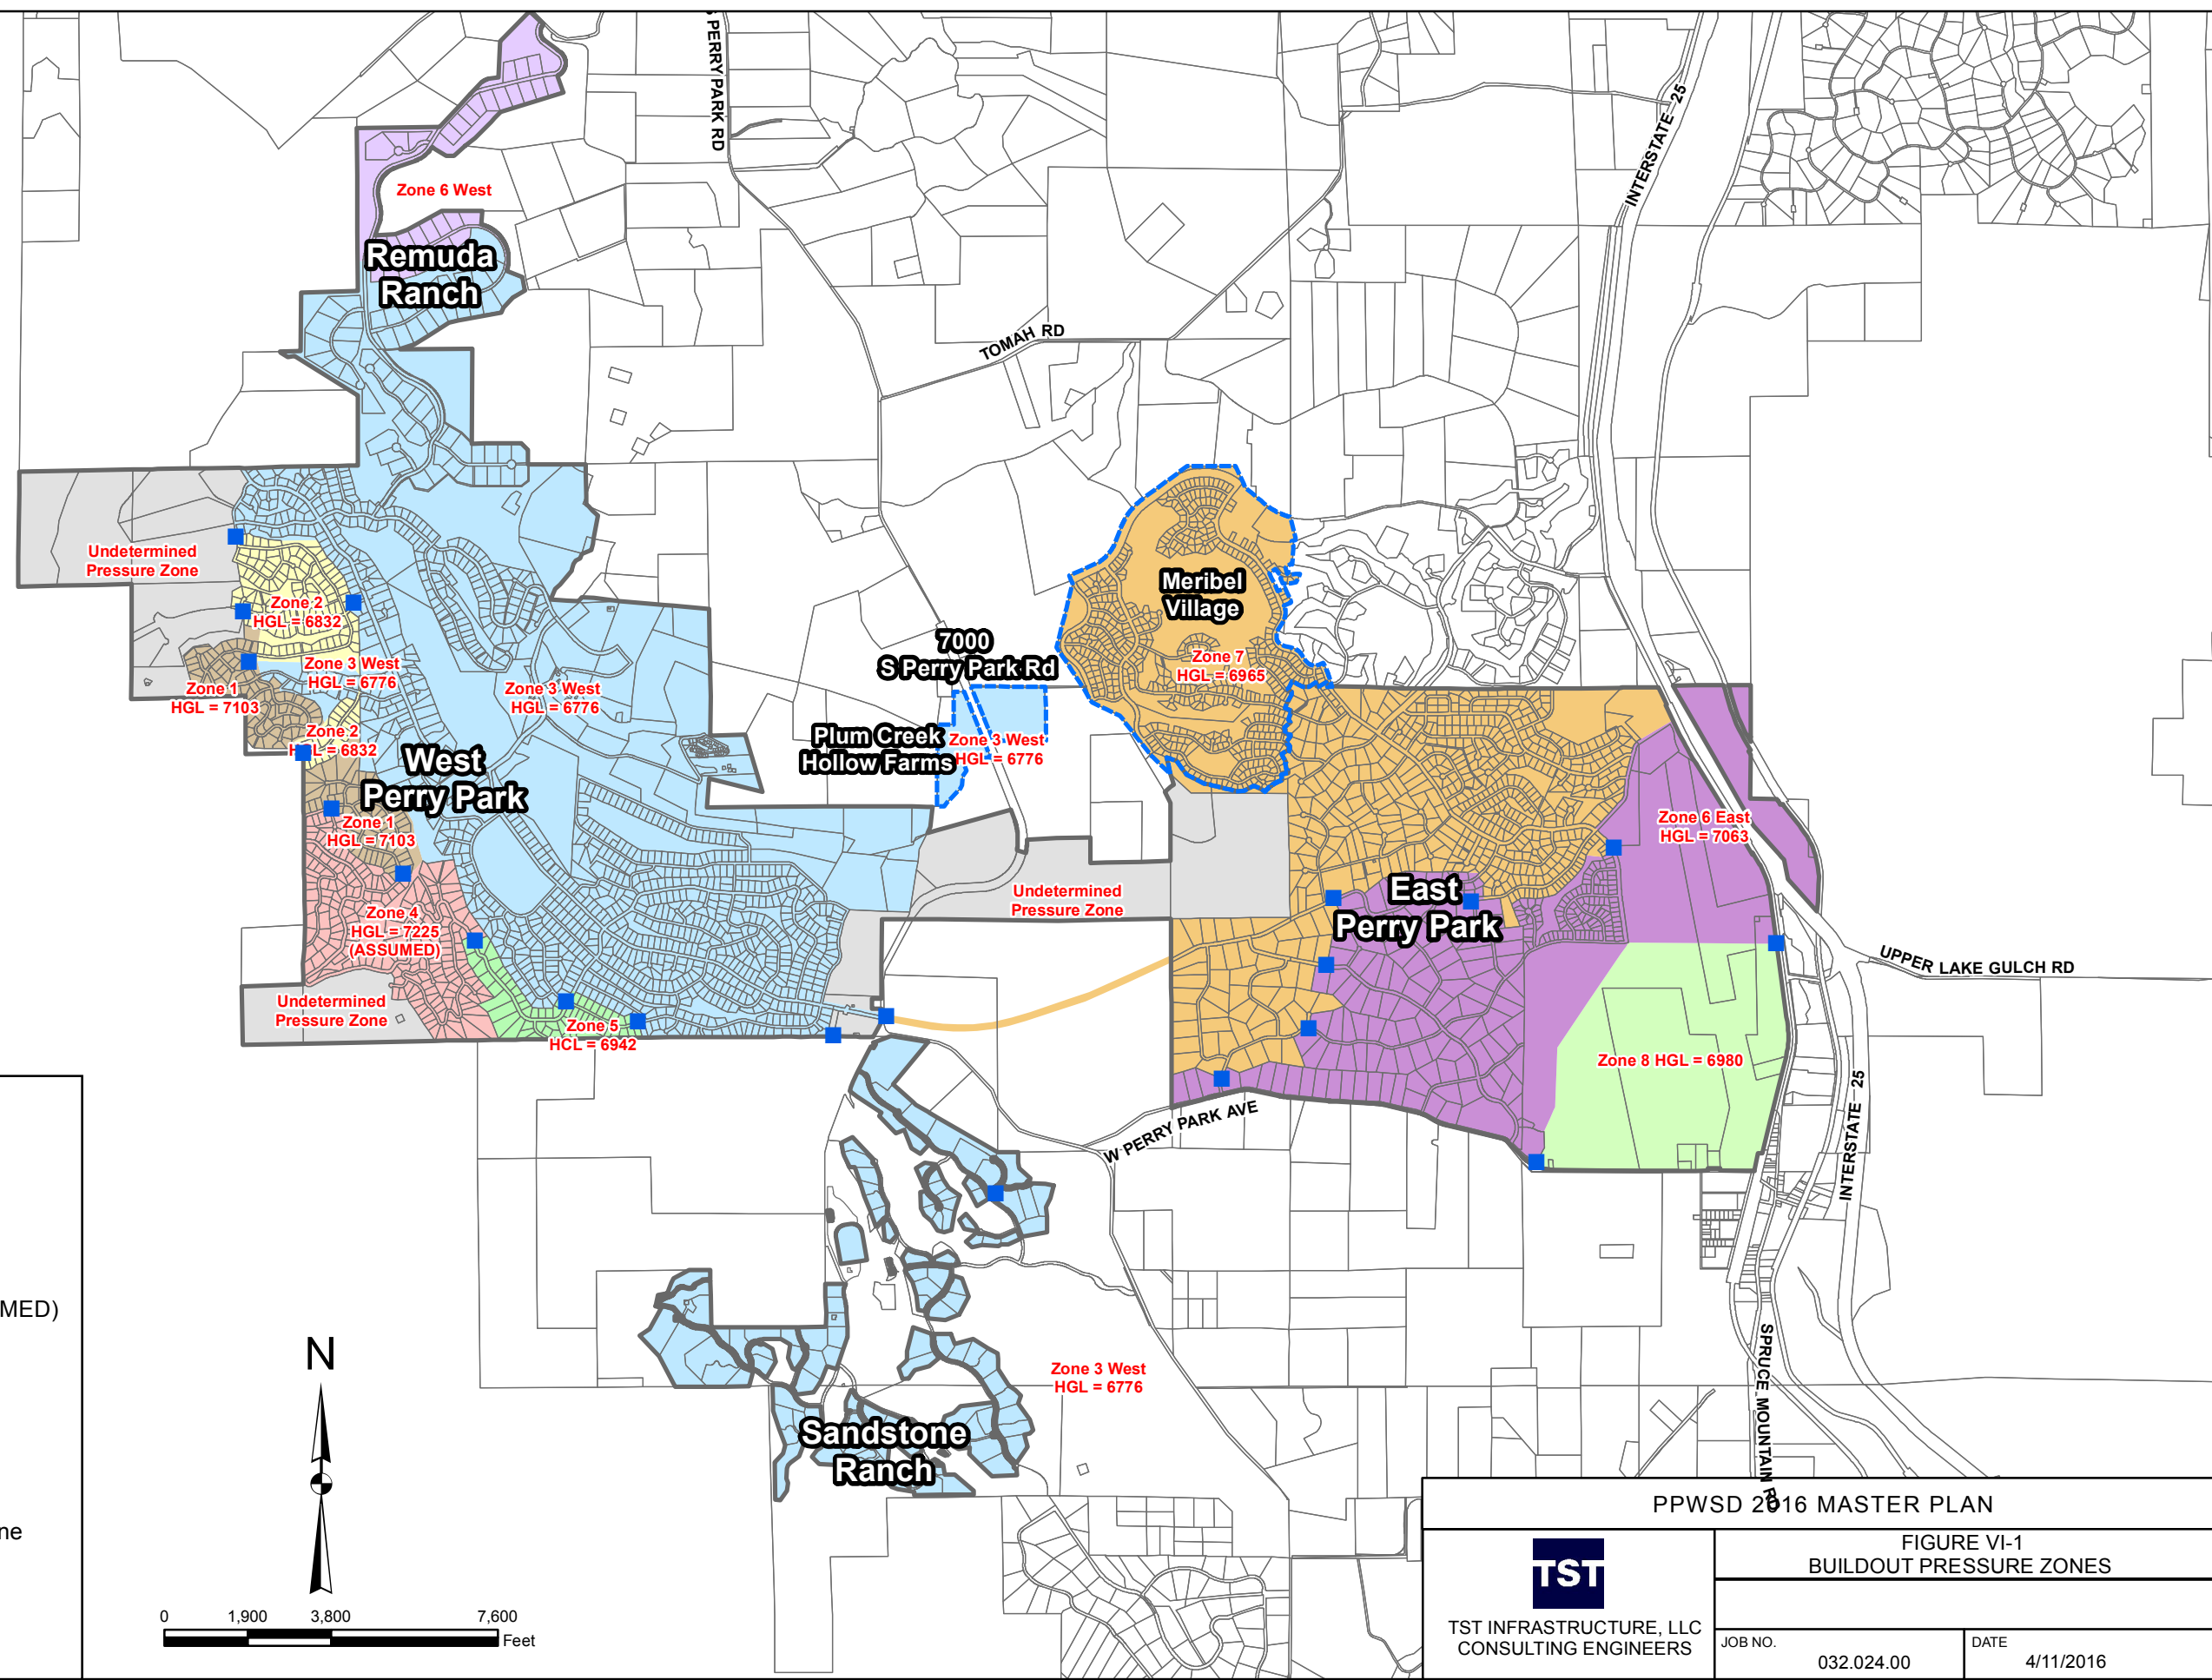 S PERRY PARK RD
INTERSTATE 25
Zone 6 West
Remuda
Ranch
TOMAH RD
Undetermined
Pressure Zone
Zone 2
HGL = 6832
Zone 3 West
HGL = 6776
Zone 1
HGL = 7103
Zone 3 West
HGL = 6776
Zone 2
HGL = 6832
West
Perry Park
Zone 1
HGL = 7103
Zone 4
HGL = 7225
(ASSUMED)
Undetermined
Pressure Zone
Zone 5
HCL = 6942
7000
S Perry Park Rd
Plum Creek
Hollow Farms
Zone 3 West
HGL = 6776
Meribel
Village
Zone 7
HGL = 6965
Undetermined
Pressure Zone
East
Perry Park
Zone 6 East
HGL = 7063
Zone 8 HGL = 6980
UPPER LAKE GULCH RD
INTERSTATE 25
W PERRY PARK AVE
SPRUCE MOUNTAIN RD
Zone 3 West
HGL = 6776
Sandstone
Ranch
MED)
ne
N
0 1,900 3,800 7,600
Feet
PPWSD 2016 MASTER PLAN
TST
TST INFRASTRUCTURE, LLC
CONSULTING ENGINEERS
FIGURE VI-1
BUILDOUT PRESSURE ZONES
JOB NO.
032.024.00
DATE
4/11/2016